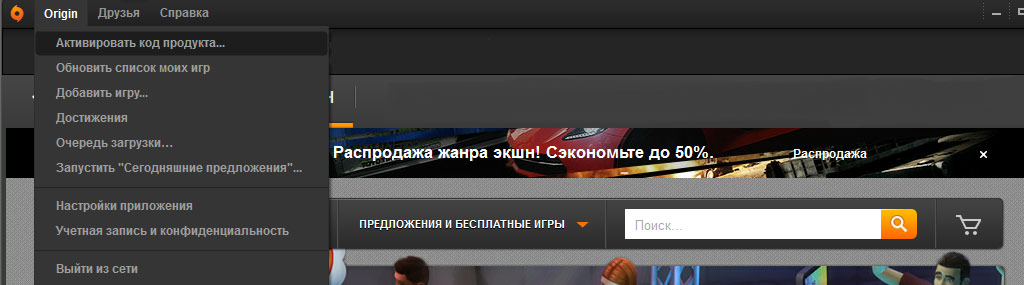 Origin Друзья Справка
Активировать код продукта...
Обновить список моих игр
Добавить игру...
Достижения
Очередь загрузки...
Запустить "Сегодняшние предложения"...
Настройки приложения
Учетная запись и конфиденциальность
Выйти из сети
Н
Распродажа жанра экшн! Сэкономьте до 50%. Распродажа
ПРЕДЛОЖЕНИЯ И БЕСПЛАТНЫЕ ИГРЫ
Поиск...